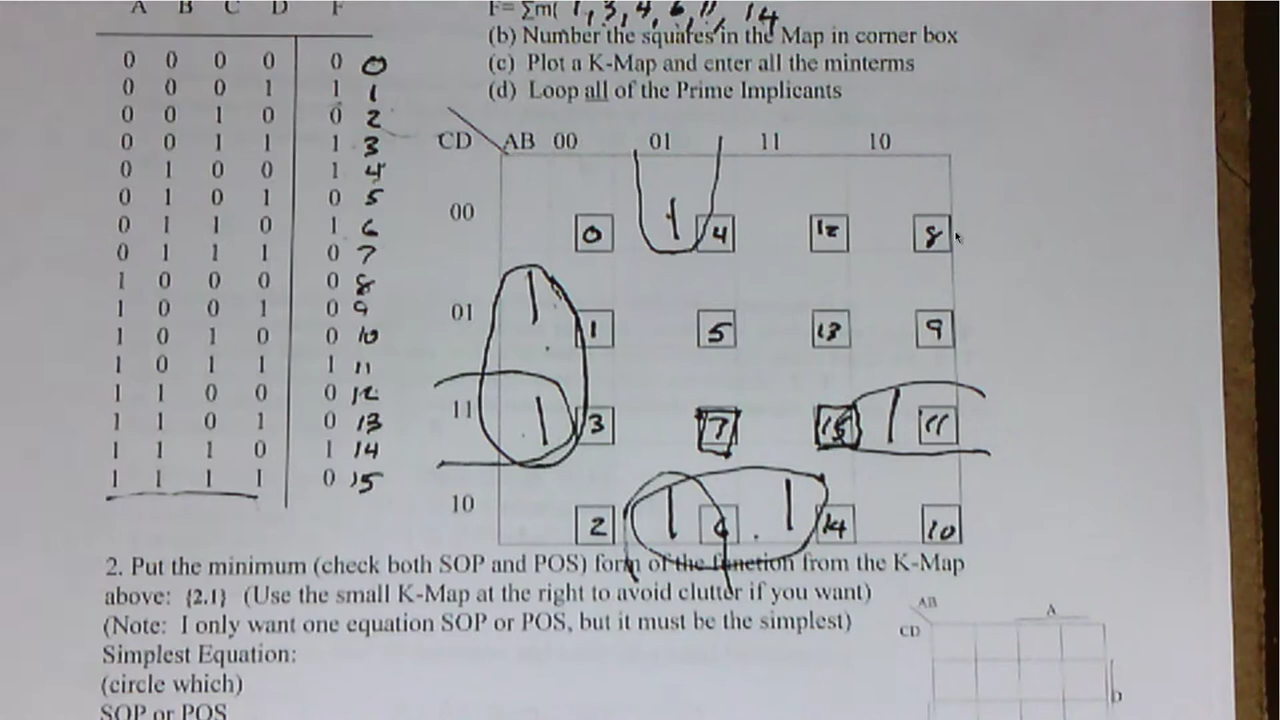 A B C D F
F= Σm( 1, 3, 4, 6, 11, 14
(b) Number the squares in the Map in corner box
(c) Plot a K-Map and enter all the minterms
(d) Loop all of the Prime Implicants
0 0 0 0 0 0
0 0 0 1 1 1
0 0 1 0 0 2
0 0 1 1 1 3
0 1 0 0 1 4
0 1 0 1 0 5
0 1 1 0 1 6
0 1 1 1 0 7
1 0 0 0 0 8
1 0 0 1 0 9
1 0 1 0 0 10
1 0 1 1 1 11
1 1 0 0 0 12
1 1 0 1 0 13
1 1 1 0 1 14
1 1 1 1 0 15
CD AB 00 01 11 10
00 0 1 4 12 8
01 1 1 5 13 9
11 1 3 7 15 1 11
10 2 1 6 1 14 10
2. Put the minimum (check both SOP and POS) form of the function from the K-Map
above: {2.1} (Use the small K-Map at the right to avoid clutter if you want)
(Note: I only want one equation SOP or POS, but it must be the simplest)
Simplest Equation:
(circle which)
SOP or POS
AB A
CD
D